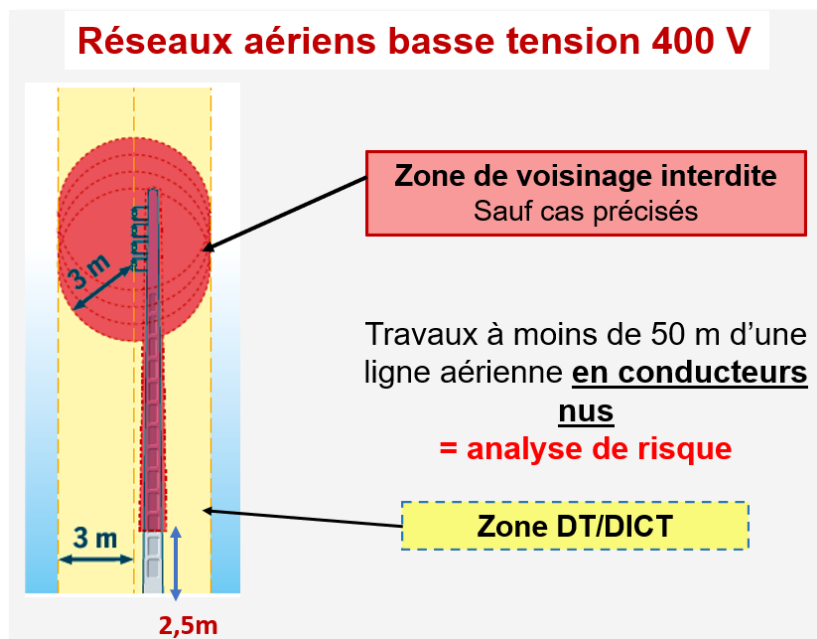 Réseaux aériens basse tension 400 V
Zone de voisinage interdite
Sauf cas précisés
3 m
Travaux à moins de 50 m d’une
ligne aérienne en conducteurs
nus
= analyse de risque
Zone DT/DICT
3 m
2,5m